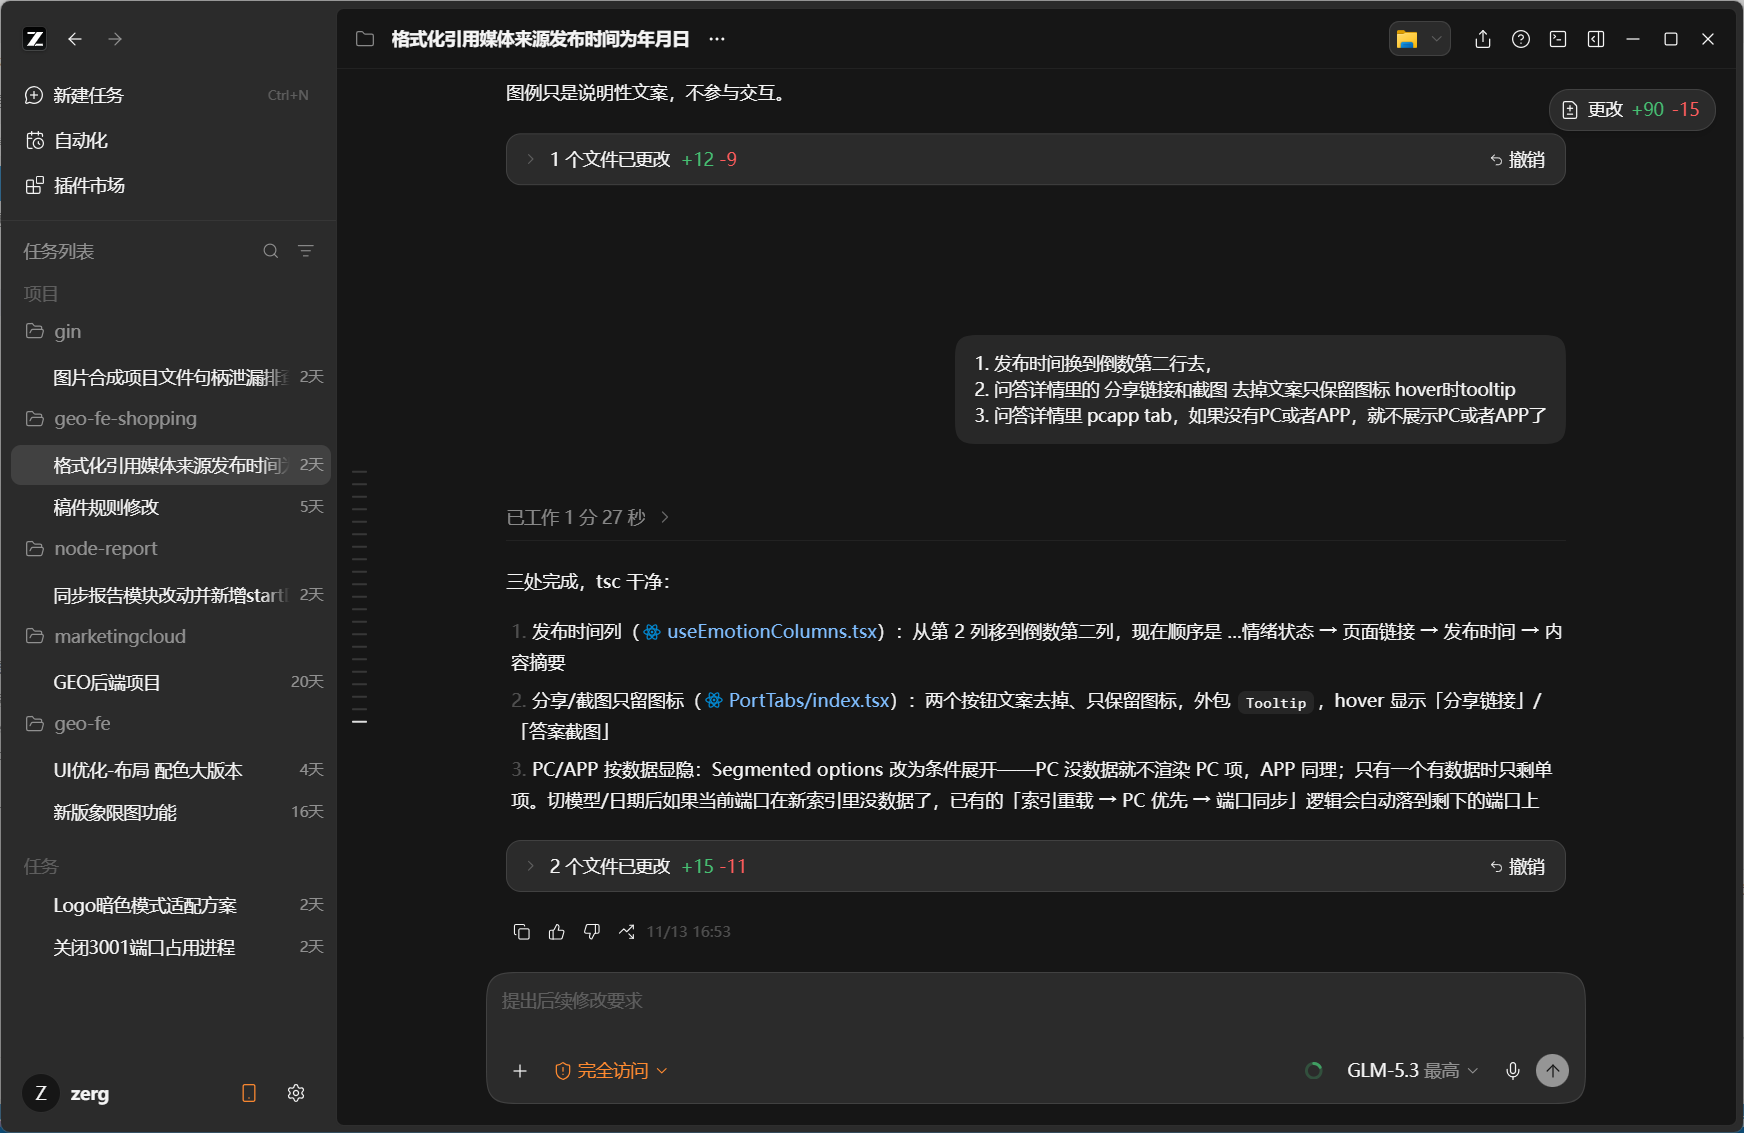 Z
格式化引用媒体来源发布时间为年月日 ...
新建任务 Ctrl+N
自动化
插件市场
任务列表
项目
gin
图片合成项目文件句柄泄漏排 2天
geo-fe-shopping
格式化引用媒体来源发布时间 2天
稿件规则修改 5天
node-report
同步报告模块改动并新增start 2天
marketingcloud
GEO后端项目 20天
geo-fe
UI优化-布局 配色大版本 4天
新版象限图功能 16天
任务
Logo暗色模式适配方案 2天
关闭3001端口占用进程 2天
Z zerg
图例只是说明性文案，不参与交互。
更改 +90 -15
1 个文件已更改 +12 -9 撤销
1. 发布时间换到倒数第二行去，
2. 问答详情里的 分享链接和截图 去掉文案只保留图标 hover时tooltip
3. 问答详情里 pcapp tab，如果没有PC或者APP，就不展示PC或者APP了
已工作 1 分 27 秒
三处完成，tsc 干净：
1. 发布时间列（useEmotionColumns.tsx）：从第 2 列移到倒数第二列，现在顺序是 ...情绪状态 → 页面链接 → 发布时间 → 内
容摘要
2. 分享/截图只留图标（PortTabs/index.tsx）：两个按钮文案去掉、只保留图标，外包 Tooltip，hover 显示「分享链接」/
「答案截图」
3. PC/APP 按数据显隐：Segmented options 改为条件展开——PC 没数据就不渲染 PC 项，APP 同理；只有一个有数据时只剩单
项。切模型/日期后如果当前端口在新索引里没数据了，已有的「索引重载 → PC 优先 → 端口同步」逻辑会自动落到剩下的端口上
2 个文件已更改 +15 -11 撤销
11/13 16:53
提出后续修改要求
完全访问 GLM-5.3 最高